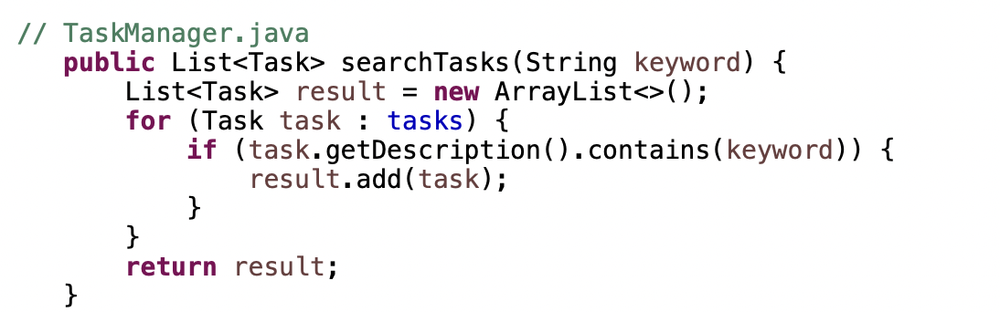 // TaskManager.java
public List<Task> searchTasks(String keyword) {
List<Task> result = new ArrayList<>();
for (Task task : tasks) {
if (task.getDescription().contains(keyword)) {
result.add(task);
}
}
return result;
}